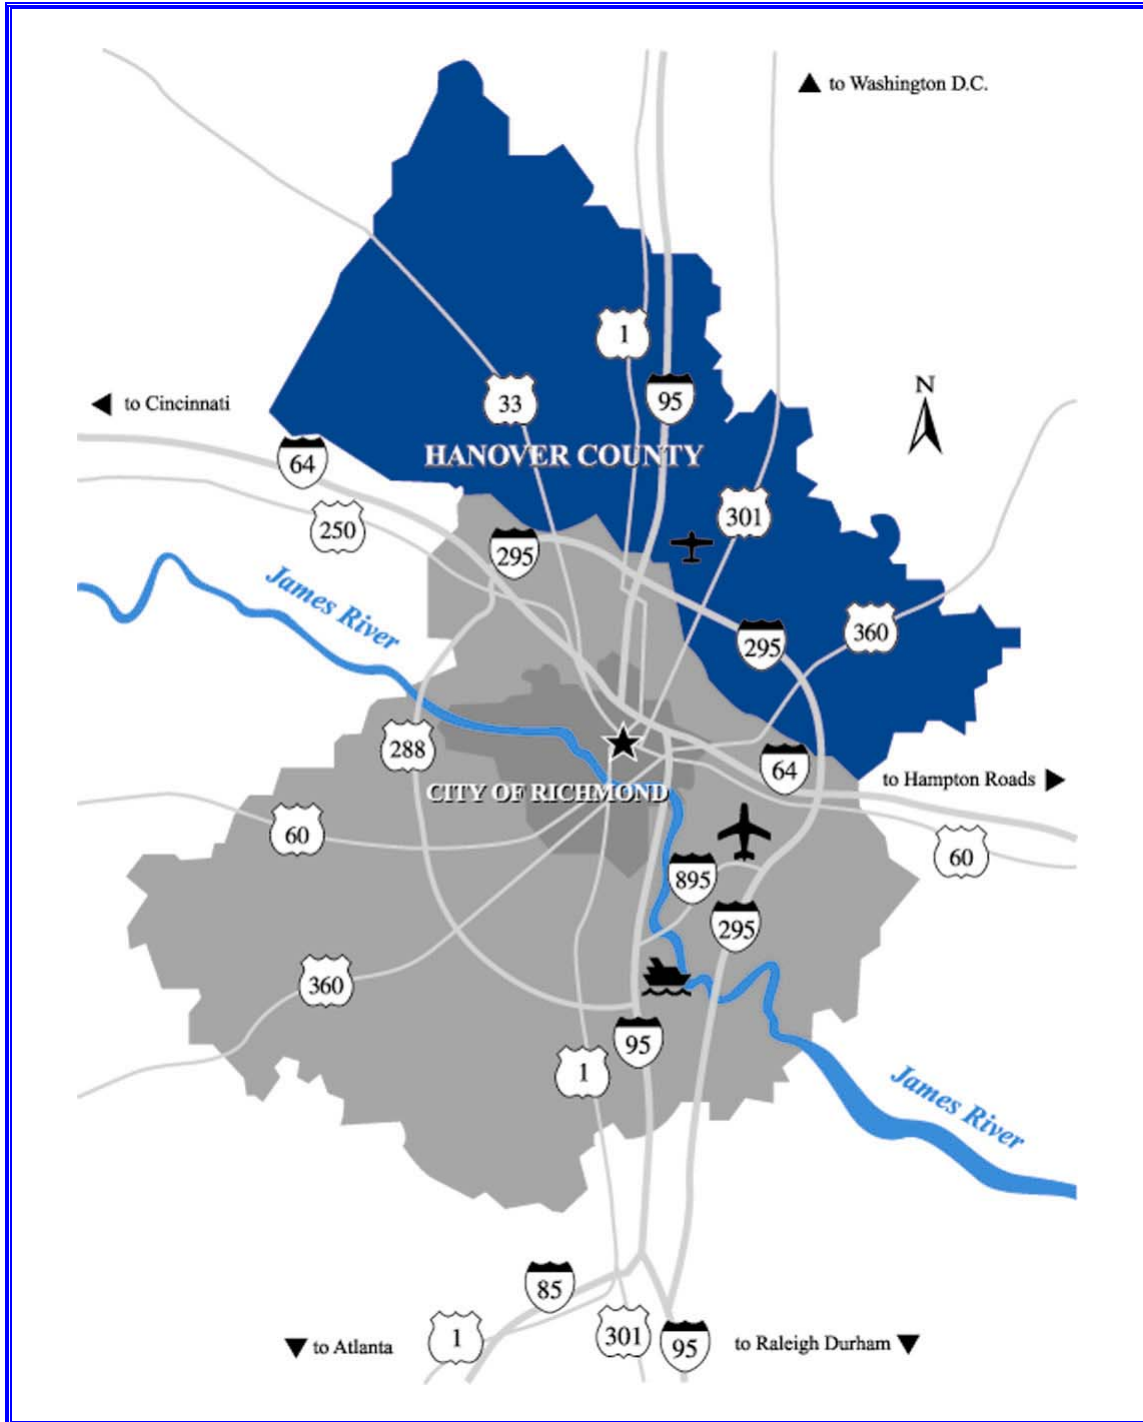 to Washington D.C.
1
N
95
to Cincinnati
33
HANOVER COUNTY
64
301
250
295
James River
360
295
288
64
to Hampton Roads
CITY OF RICHMOND
60
60
895
295
360
95
1
James River
85
301
1
95
to Atlanta
to Raleigh Durham